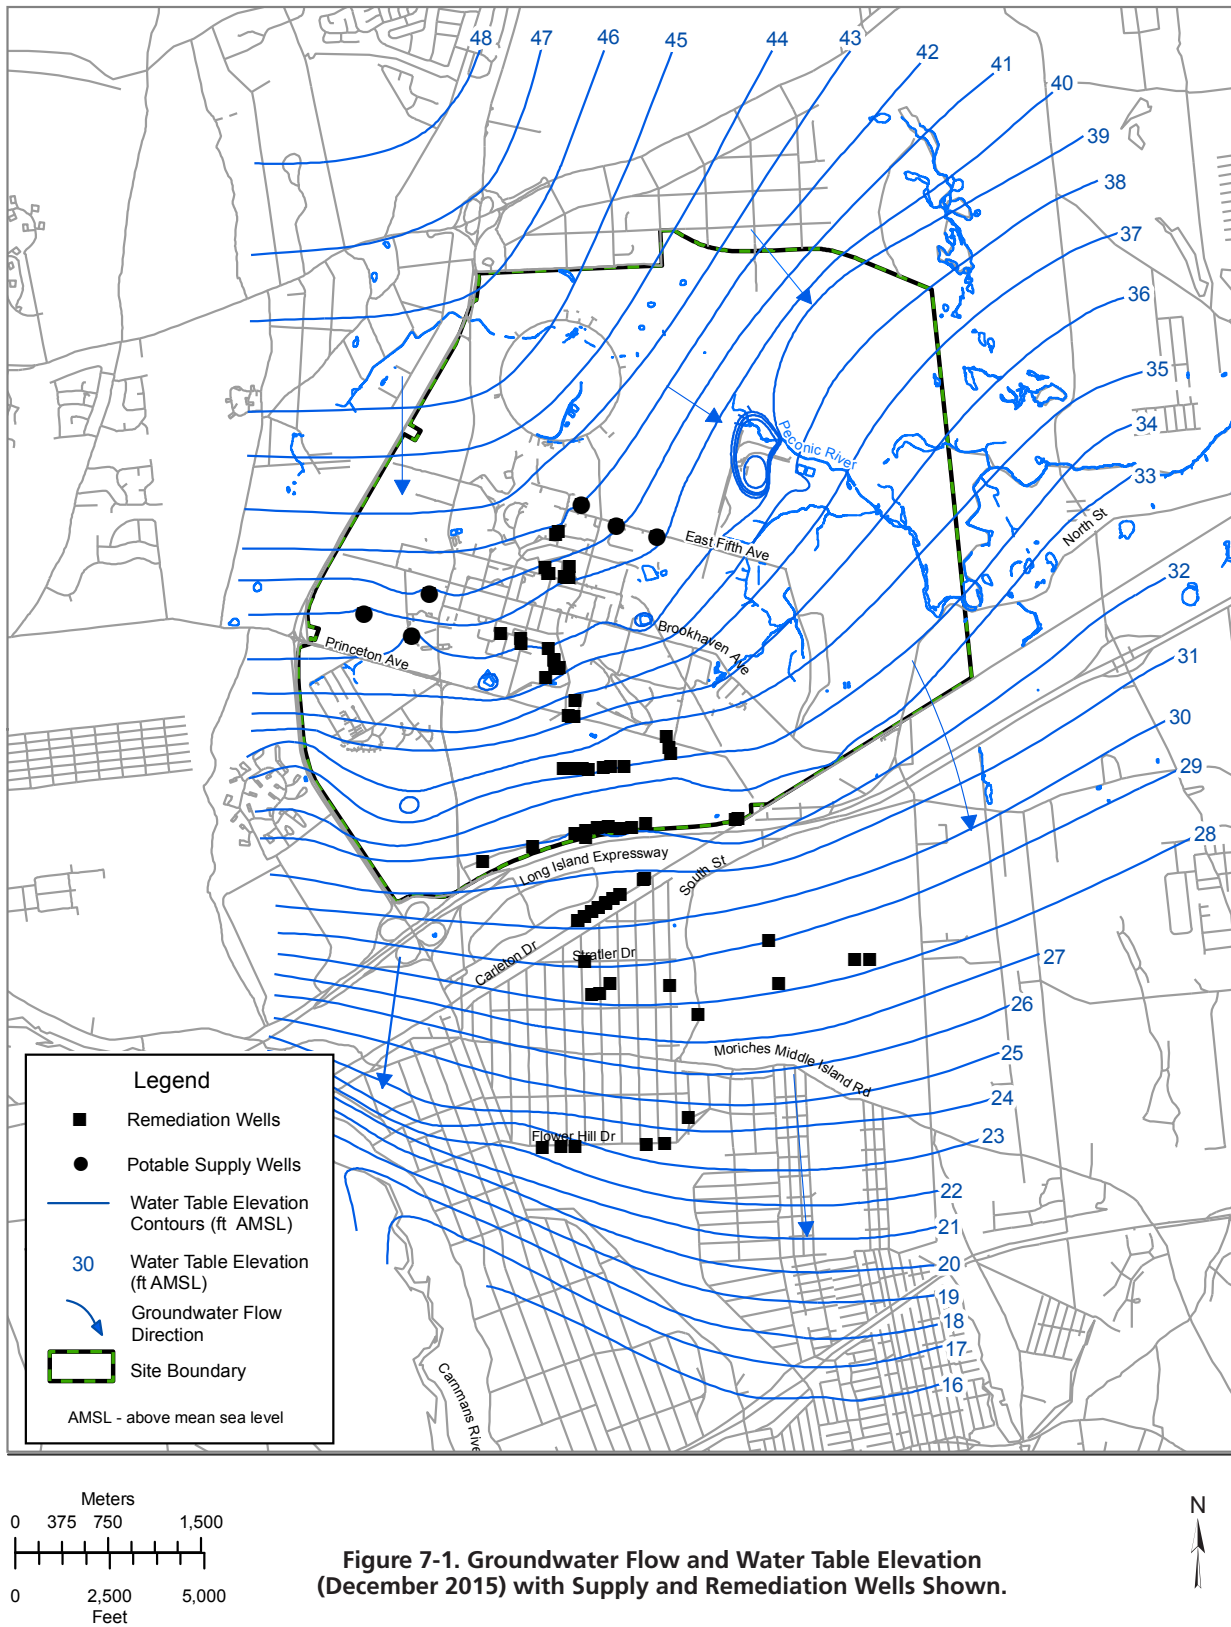 48 47 46 45 44 43
42
41
40
39
38
37
36
35
34
33
32
31
30
29
28
27
26
25
24
23
22
21
20
19
18
17
16
Peconic River
North St
East Fifth Ave
Brookhaven Ave
Princeton Ave
Long Island Expressway
South St
Carleton Dr
Stratler Dr
Moriches Middle Island Rd
Flower Hill Dr
Carnmans River
Legend
Remediation Wells
Potable Supply Wells
Water Table Elevation
Contours (ft AMSL)
30
Water Table Elevation
(ft AMSL)
Groundwater Flow
Direction
Site Boundary
AMSL - above mean sea level
Meters
0 375 750 1,500
0 2,500 5,000
Feet
Figure 7-1. Groundwater Flow and Water Table Elevation
(December 2015) with Supply and Remediation Wells Shown.
N